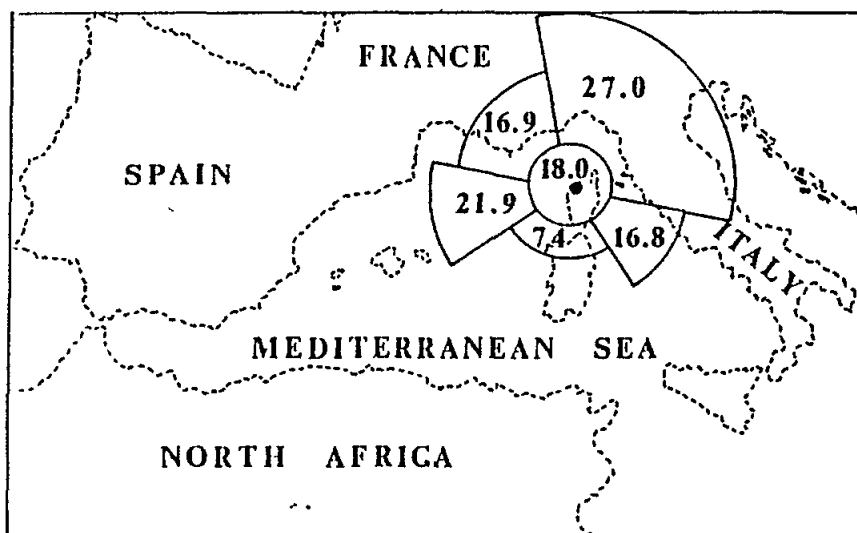 FRANCE
27.0
16.9
18.0
SPAIN
21.9
7.4
16.8
ITALY
MEDITERRANEAN SEA
NORTH AFRICA